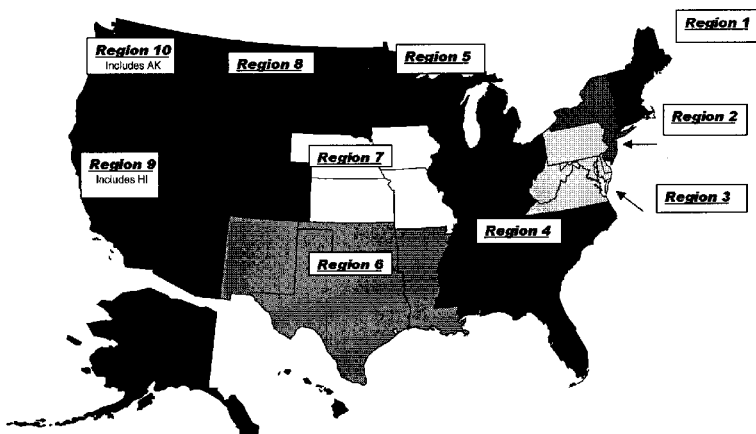 Region 1
Region 10
Includes AK
Region 8
Region 5
Region 2
Region 9
Includes HI
Region 7
Region 3
Region 4
Region 6